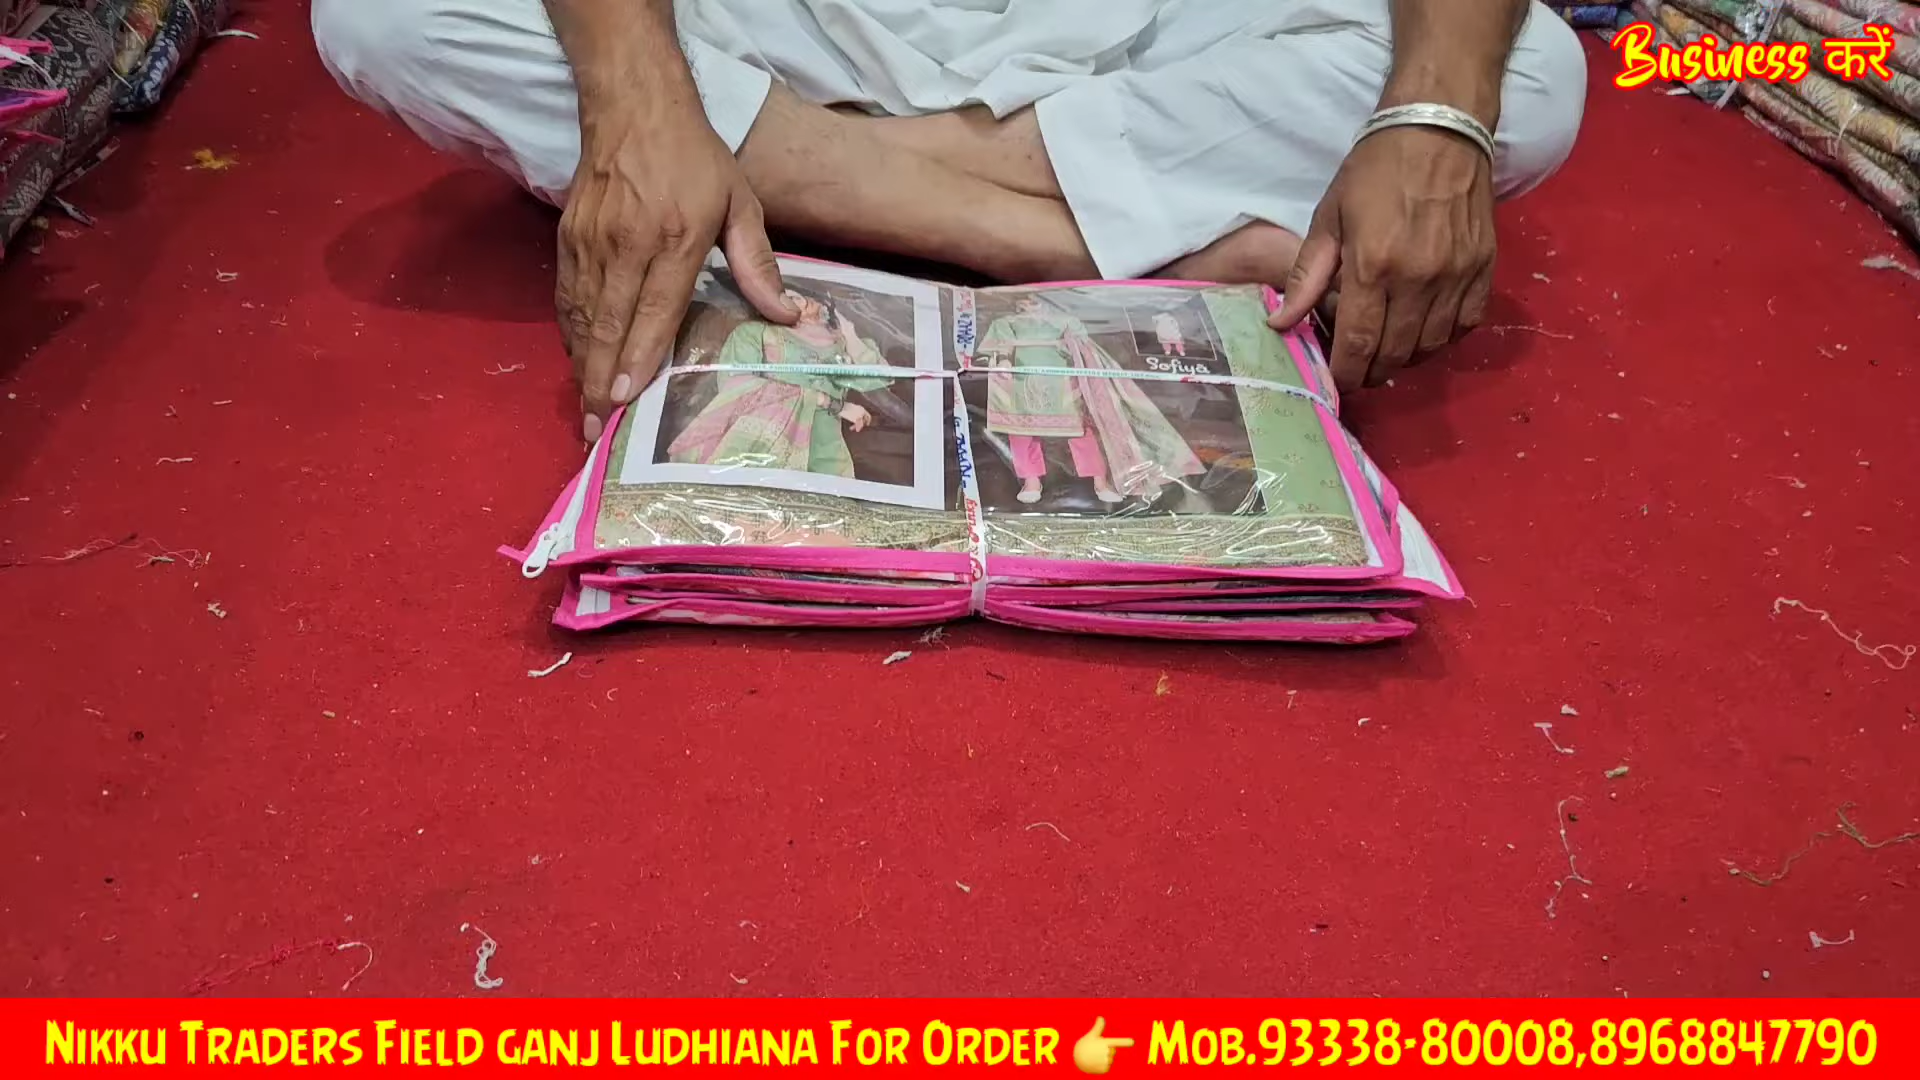 Business करें
Sofiya
NIKKU TRADERS FIELD GANJ LUDHIANA FOR ORDER 👉 MOB.93338-80008,8968847790